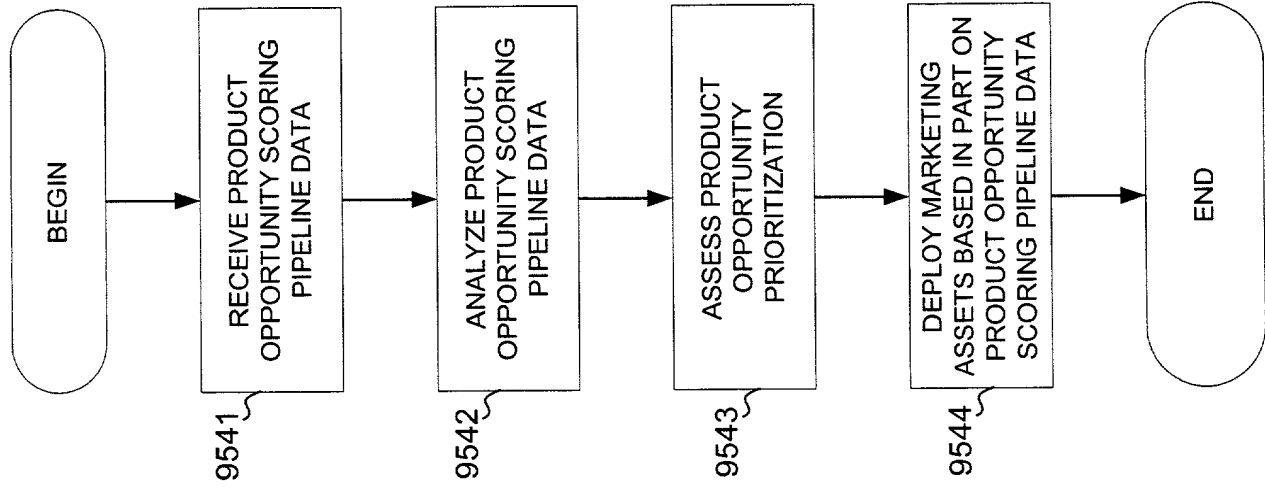 BEGIN
9541
RECEIVE PRODUCT
OPPORTUNITY SCORING
PIPELINE DATA
9542
ANALYZE PRODUCT
OPPORTUNITY SCORING
PIPELINE DATA
9543
ASSESS PRODUCT
OPPORTUNITY
PRIORITIZATION
9544
DEPLOY MARKETING
ASSETS BASED IN PART ON
PRODUCT OPPORTUNITY
SCORING PIPELINE DATA
END